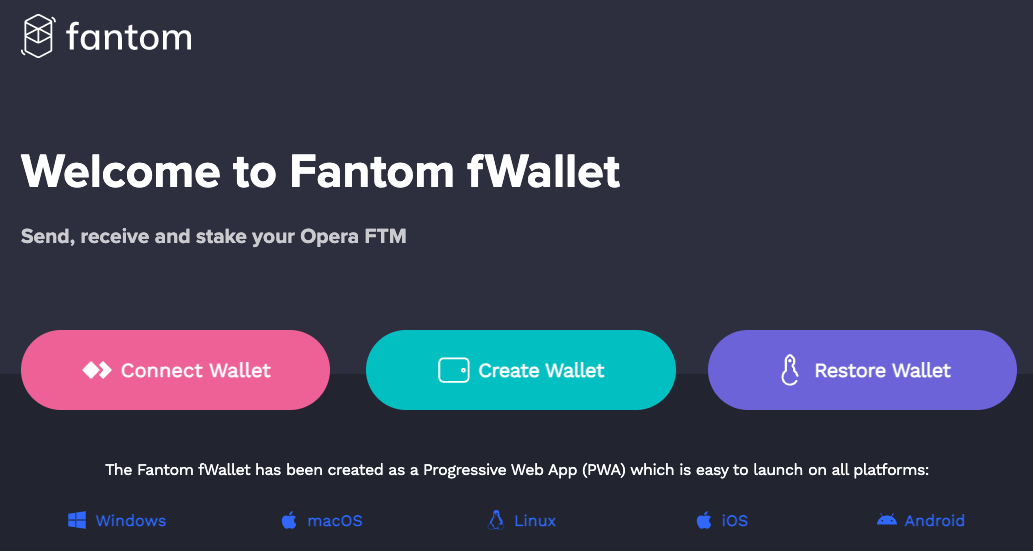 fantom
Welcome to Fantom fWallet
Send, receive and stake your Opera FTM
Connect Wallet
Create Wallet
Restore Wallet
The Fantom fWallet has been created as a Progressive Web App (PWA) which is easy to launch on all platforms:
Windows
macOS
Linux
iOS
Android